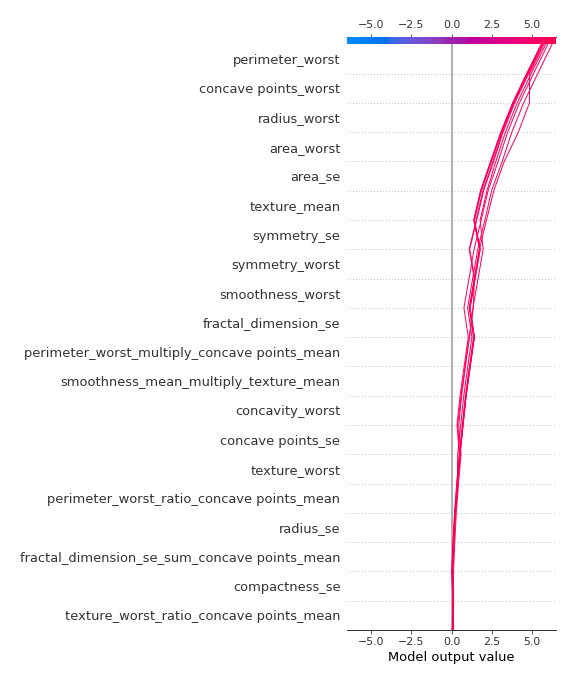 −5.0 −2.5 0.0 2.5 5.0
perimeter_worst
concave points_worst
radius_worst
area_worst
area_se
texture_mean
symmetry_se
symmetry_worst
smoothness_worst
fractal_dimension_se
perimeter_worst_multiply_concave points_mean
smoothness_mean_multiply_texture_mean
concavity_worst
concave points_se
texture_worst
perimeter_worst_ratio_concave points_mean
radius_se
fractal_dimension_se_sum_concave points_mean
compactness_se
texture_worst_ratio_concave points_mean
−5.0 −2.5 0.0 2.5 5.0
Model output value